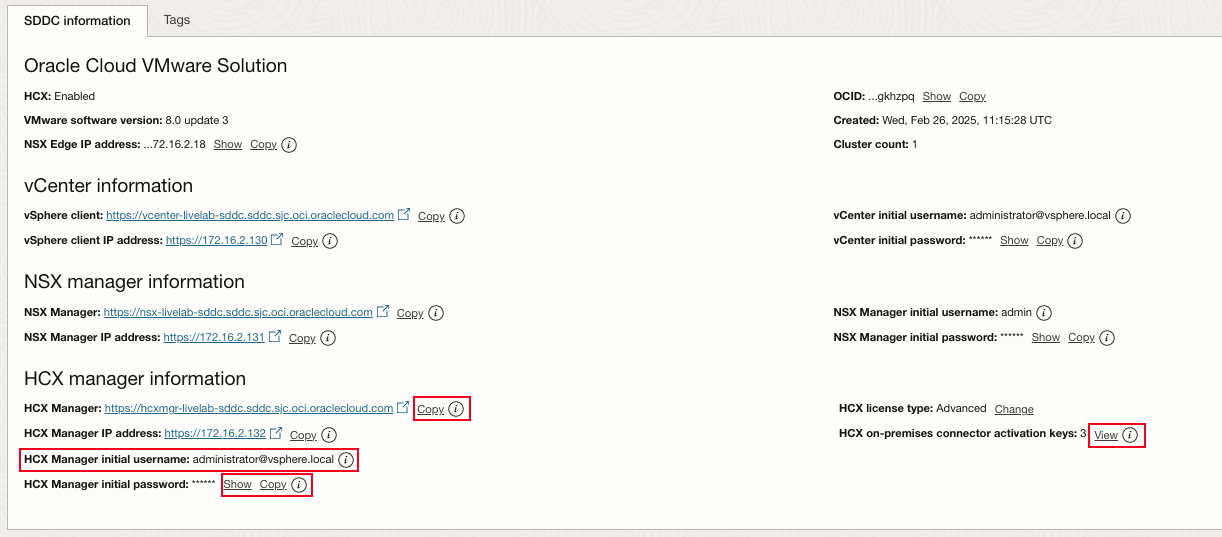 SDDC information
Tags
Oracle Cloud VMware Solution
HCX: Enabled
OCID: ...gkhzpq Show Copy
VMware software version: 8.0 update 3
Created: Wed, Feb 26, 2025, 11:15:28 UTC
NSX Edge IP address: ...72.16.2.18 Show Copy i
Cluster count: 1
vCenter information
vSphere client: https://vcenter-livelab-sddc.sddc.sjc.oci.oraclecloud.com Copy i
vCenter initial username: administrator@vsphere.local i
vSphere client IP address: https://172.16.2.130 Copy i
vCenter initial password: ****** Show Copy i
NSX manager information
NSX Manager: https://nsx-livelab-sddc.sddc.sjc.oci.oraclecloud.com Copy i
NSX Manager initial username: admin i
NSX Manager IP address: https://172.16.2.131 Copy i
NSX Manager initial password: ****** Show Copy i
HCX manager information
HCX Manager: https://hcxmgr-livelab-sddc.sddc.sjc.oci.oraclecloud.com Copy i
HCX license type: Advanced Change
HCX Manager IP address: https://172.16.2.132 Copy i
HCX on-premises connector activation keys: 3 View i
HCX Manager initial username: administrator@vsphere.local i
HCX Manager initial password: ****** Show Copy i